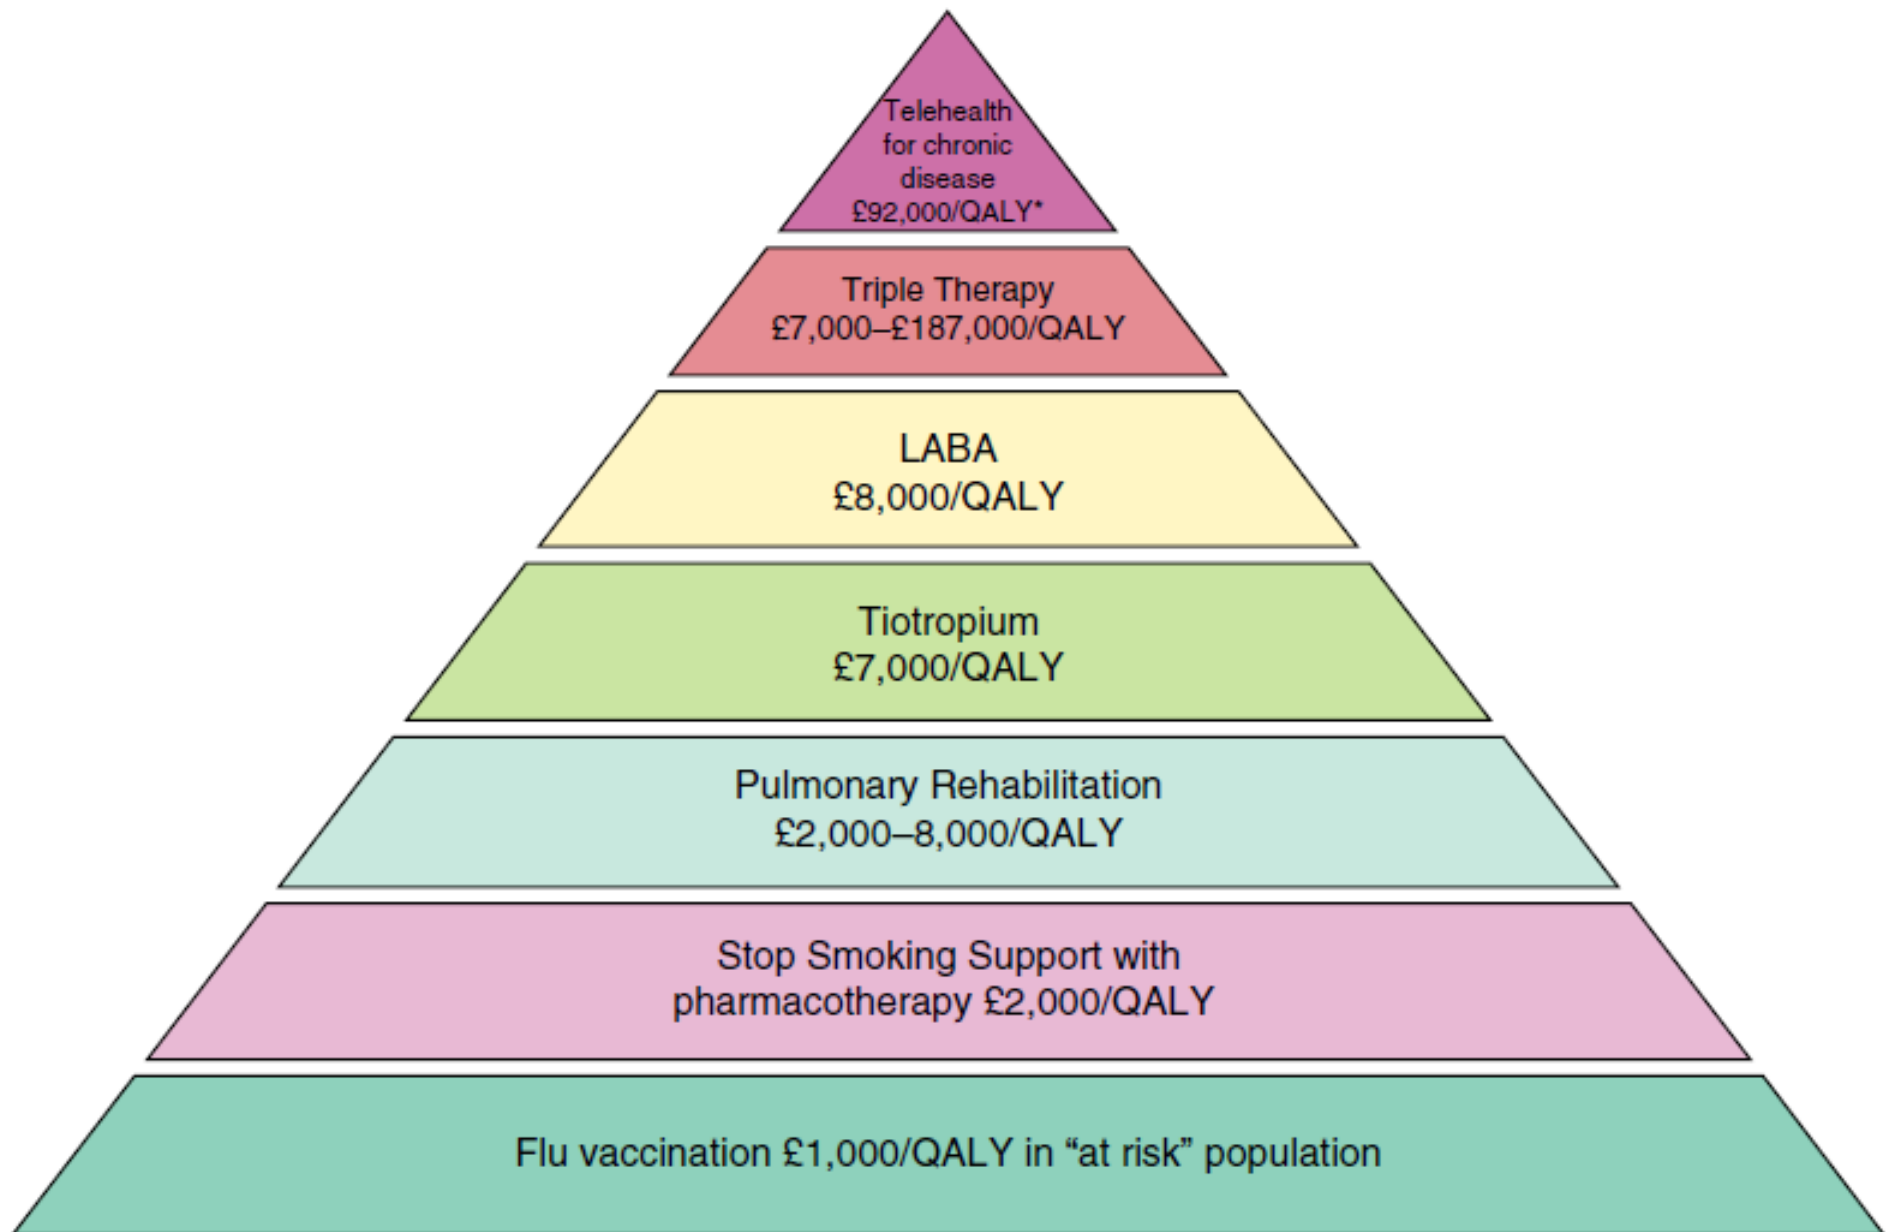 Telehealth
for chronic
disease
£92,000/QALY*
Triple Therapy
£7,000–£187,000/QALY
LABA
£8,000/QALY
Tiotropium
£7,000/QALY
Pulmonary Rehabilitation
£2,000–8,000/QALY
Stop Smoking Support with
pharmacotherapy £2,000/QALY
Flu vaccination £1,000/QALY in “at risk” population